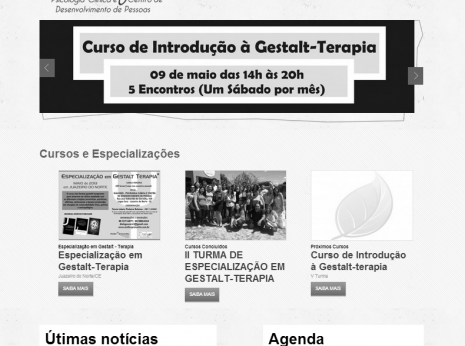 Psicologia Clínica e Centro de
Desenvolvimento de Pessoas
Curso de Introdução à Gestalt-Terapia
09 de maio das 14h às 20h
5 Encontros (Um Sábado por mês)
Cursos e Especializações
ESPECIALIZAÇÃO EM GESTALT TERAPIA
Especialização em Gestalt - Terapia
Especialização em
Gestalt-Terapia
Juazeiro do Norte/CE
SAIBA MAIS
Cursos Concluídos
II TURMA DE
ESPECIALIZAÇÃO EM
GESTALT-TERAPIA
SAIBA MAIS
Próximos Cursos
Curso de Introdução
à Gestalt-terapia
V Turma
SAIBA MAIS
Útimas notícias
Agenda